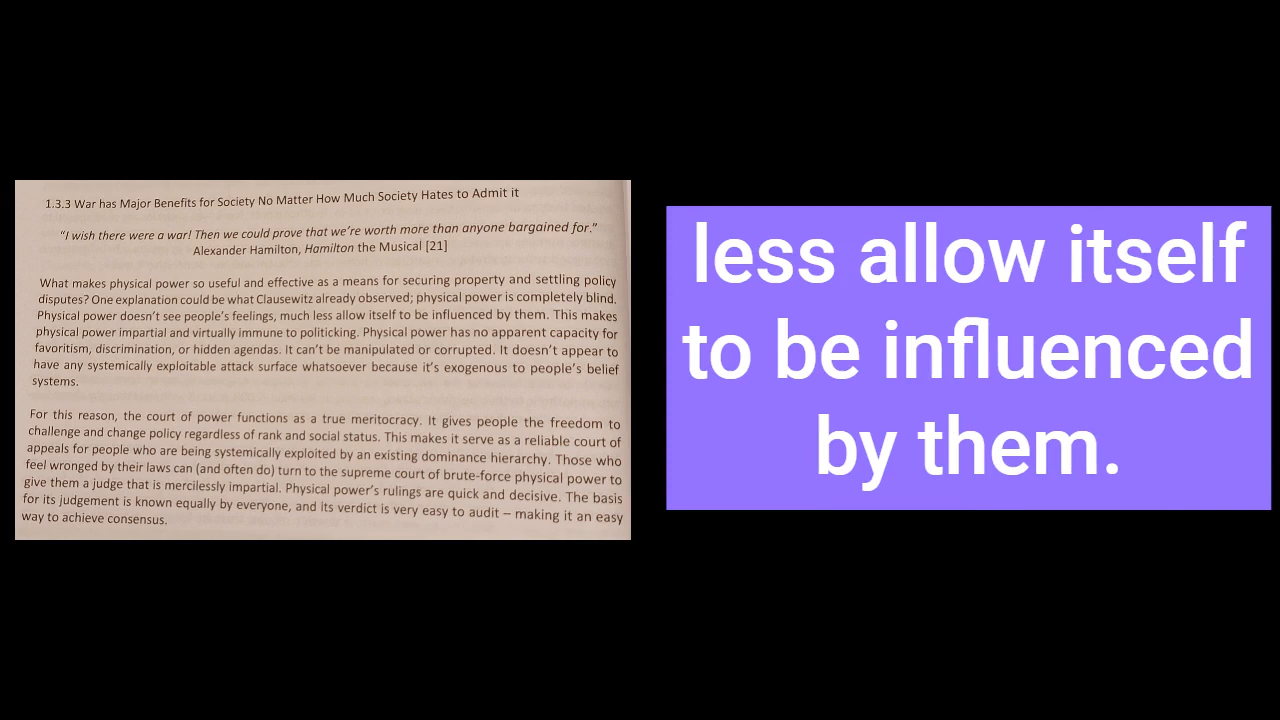 1.3.3 War has Major Benefits for Society No Matter How Much Society Hates to Admit it
"I wish there were a war! Then we could prove that we're worth more than anyone bargained for."
Alexander Hamilton, Hamilton the Musical [21]
What makes physical power so useful and effective as a means for securing property and settling policy
disputes? One explanation could be what Clausewitz already observed; physical power is completely blind.
Physical power doesn't see people's feelings, much less allow itself to be influenced by them. This makes
physical power impartial and virtually immune to politicking. Physical power has no apparent capacity for
favoritism, discrimination, or hidden agendas. It can't be manipulated or corrupted. It doesn't appear to
have any systemically exploitable attack surface whatsoever because it's exogenous to people's belief
systems.
For this reason, the court of power functions as a true meritocracy. It gives people the freedom to
challenge and change policy regardless of rank and social status. This makes it serve as a reliable court of
appeals for people who are being systemically exploited by an existing dominance hierarchy. Those who
feel wronged by their laws can (and often do) turn to the supreme court of brute-force physical power to
give them a judge that is mercilessly impartial. Physical power's rulings are quick and decisive. The basis
for its judgement is known equally by everyone, and its verdict is very easy to audit – making it an easy
way to achieve consensus.
less allow itself
to be influenced
by them.